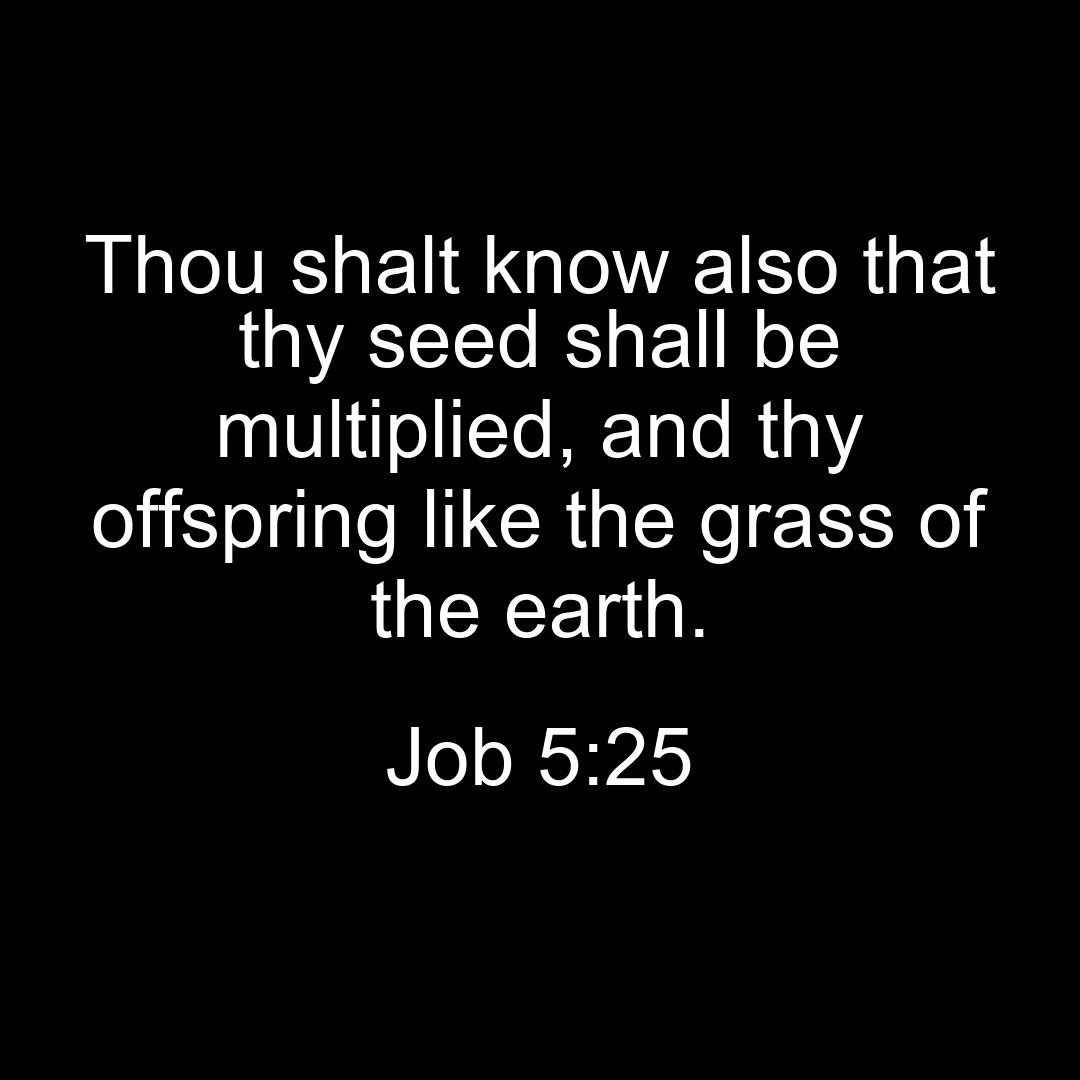 Thou shalt know also that
thy seed shall be
multiplied, and thy
offspring like the grass of
the earth.
Job 5:25